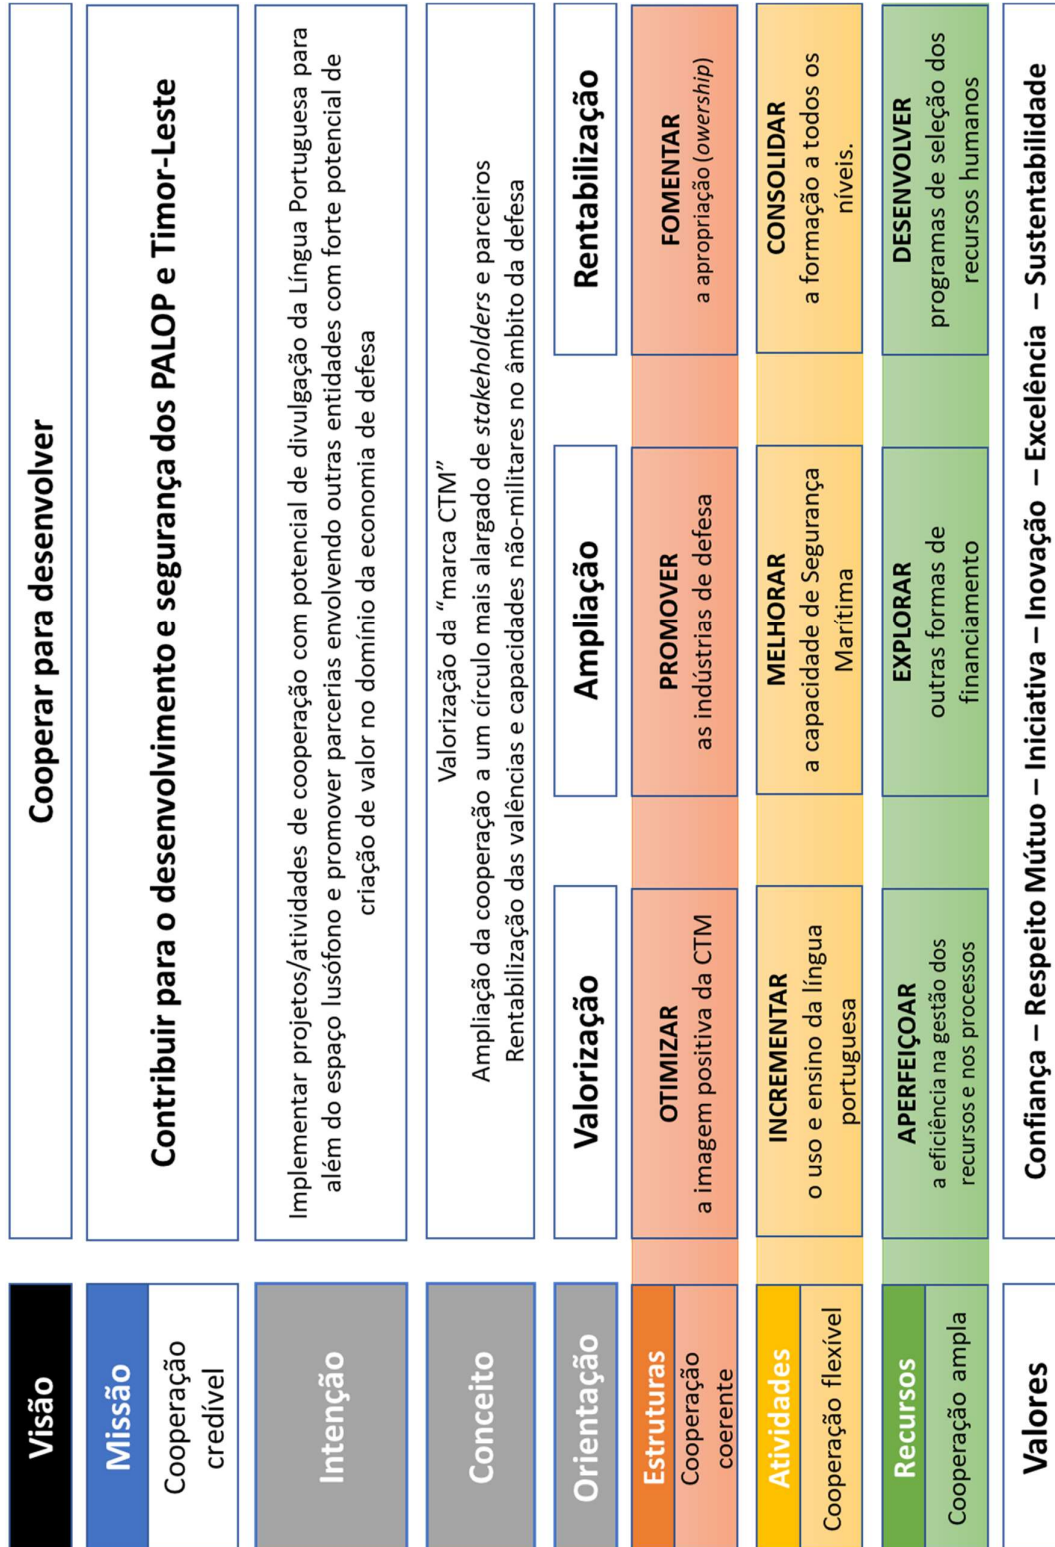 Visão
Cooperar para desenvolver
Missão
Cooperação
credível
Contribuir para o desenvolvimento e segurança dos PALOP e Timor-Leste
Intenção
Implementar projetos/atividades de cooperação com potencial de divulgação da Língua Portuguesa para
além do espaço lusófono e promover parcerias envolvendo outras entidades com forte potencial de
criação de valor no domínio da economia de defesa
Conceito
Valorização da “marca CTM”
Ampliação da cooperação a um círculo mais alargado de stakeholders e parceiros
Rentabilização das valências e capacidades não-militares no âmbito da defesa
Orientação
Valorização
Ampliação
Rentabilização
Estruturas
Cooperação
coerente
OTIMIZAR
a imagem positiva da CTM
PROMOVER
as indústrias de defesa
FOMENTAR
a apropriação (owership)
Atividades
Cooperação flexível
INCREMENTAR
o uso e ensino da língua
portuguesa
MELHORAR
a capacidade de Segurança
Marítima
CONSOLIDAR
a formação a todos os
níveis.
Recursos
Cooperação ampla
APERFEIÇOAR
a eficiência na gestão dos
recursos e nos processos
EXPLORAR
outras formas de
financiamento
DESENVOLVER
programas de seleção dos
recursos humanos
Valores
Confiança – Respeito Mútuo – Iniciativa – Inovação – Excelência – Sustentabilidade